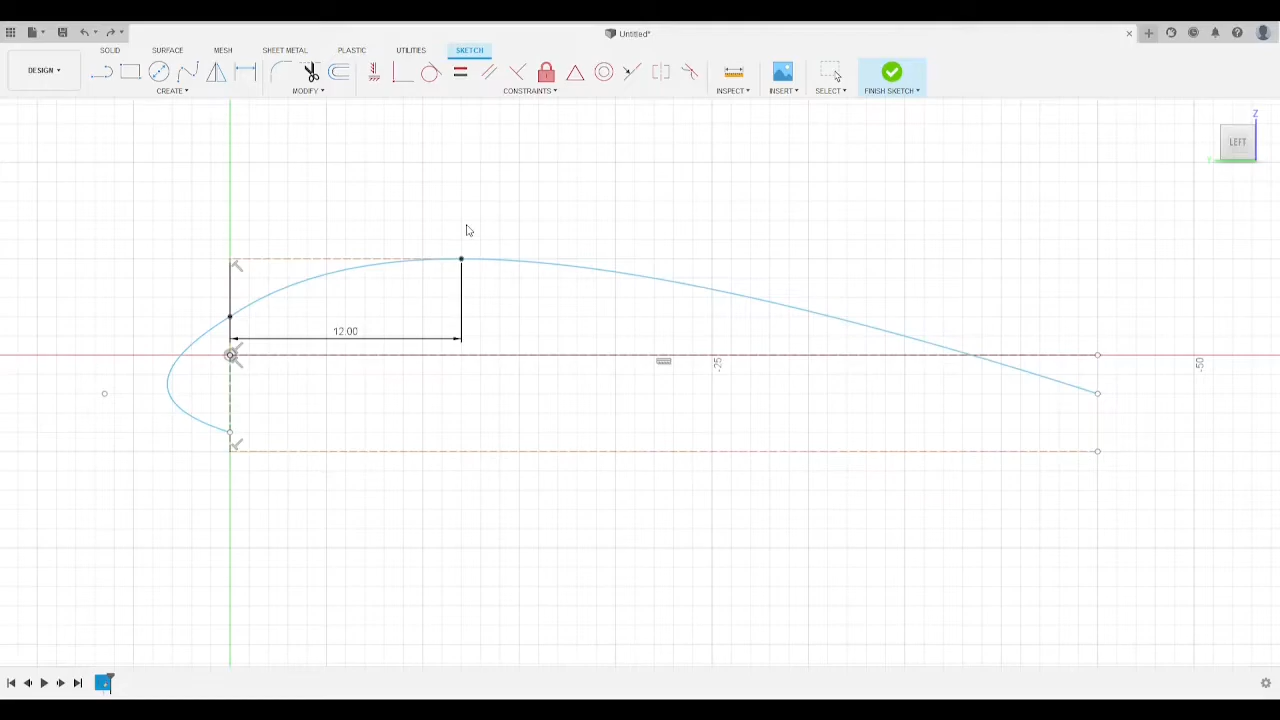 Untitled*
SOLID SURFACE MESH SHEET METAL PLASTIC UTILITIES SKETCH
DESIGN
CREATE MODIFY CONSTRAINTS INSPECT INSERT SELECT FINISH SKETCH
Z
LEFT
Y
12.00
-25
-50